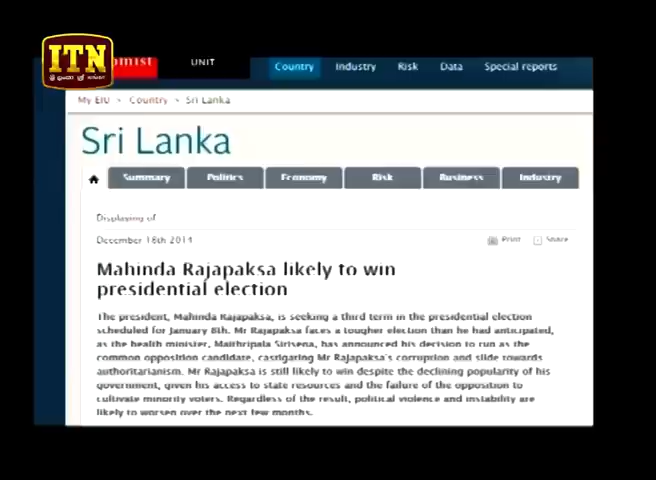 ITN
omist
UNIT
Country Industry Risk Data Special reports
My EIU > Country > Sri Lanka
Sri Lanka
Summary Politics Economy Risk Business Industry
Displaying of
December 18th 2014 Print Share
Mahinda Rajapaksa likely to win
presidential election
The president, Mahinda Rajapaksa, is seeking a third term in the presidential election
scheduled for January 8th. Mr Rajapaksa faces a tougher election than he had anticipated,
as the health minister, Maithripala Sirisena, has announced his decision to run as the
common opposition candidate, castigating Mr Rajapaksa's corruption and slide towards
authoritarianism. Mr Rajapaksa is still likely to win despite the declining popularity of his
government, given his access to state resources and the failure of the opposition to
cultivate minority voters. Regardless of the result, political violence and instability are
likely to worsen over the next few months.